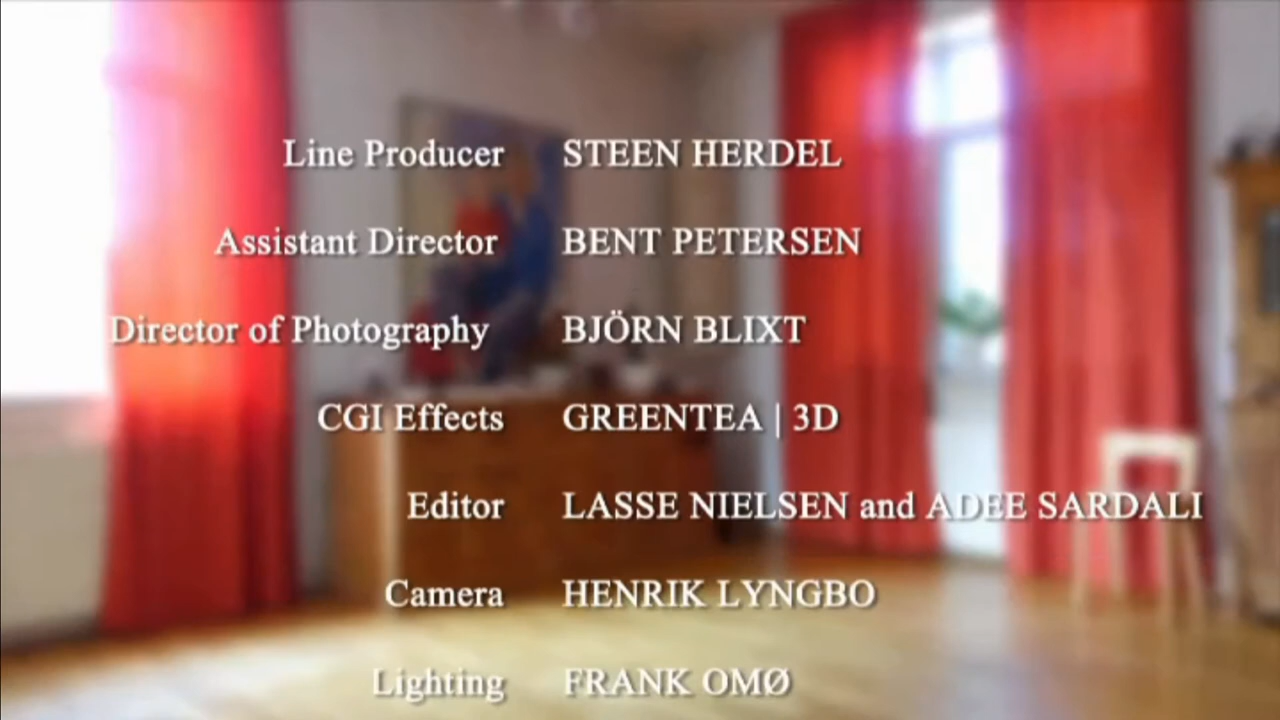 Line Producer STEEN HERDEL
Assistant Director BENT PETERSEN
Director of Photography BJÖRN BLIXT
CGI Effects GREENTEA | 3D
Editor LASSE NIELSEN and ADEE SARDALI
Camera HENRIK LYNGBO
Lighting FRANK OMØ